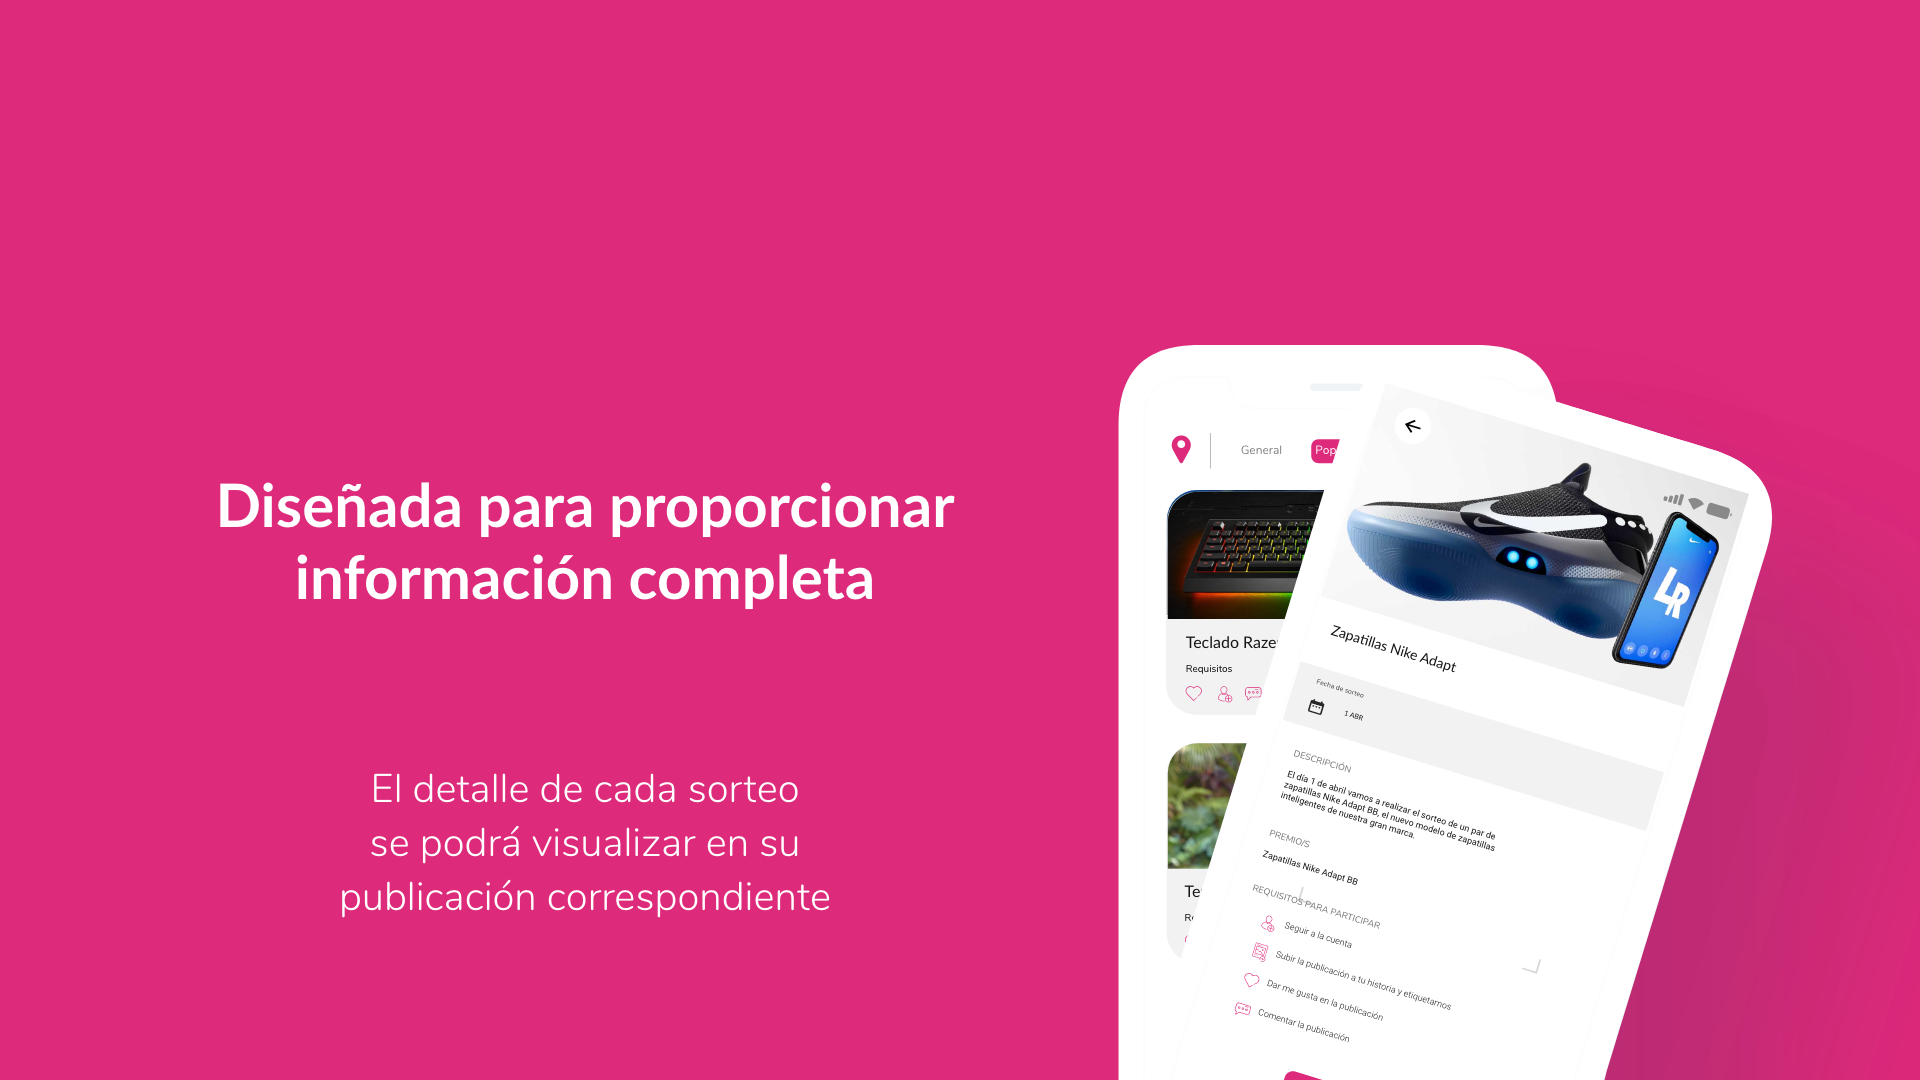 Diseñada para proporcionar
información completa
El detalle de cada sorteo
se podrá visualizar en su
publicación correspondiente
General
Pop
Teclado Raze
Requisitos
Te
Re
LR
Zapatillas Nike Adapt
Fecha de sorteo
1 ABR
DESCRIPCIÓN
El día 1 de abril vamos a realizar el sorteo de un par de
zapatillas Nike Adapt BB, el nuevo modelo de zapatillas
inteligentes de nuestra gran marca.
PREMIO/S
Zapatillas Nike Adapt BB
REQUISITOS PARA PARTICIPAR
Seguir a la cuenta
Subir la publicación a tu historia y etiquetarnos
Dar me gusta en la publicación
Comentar la publicación